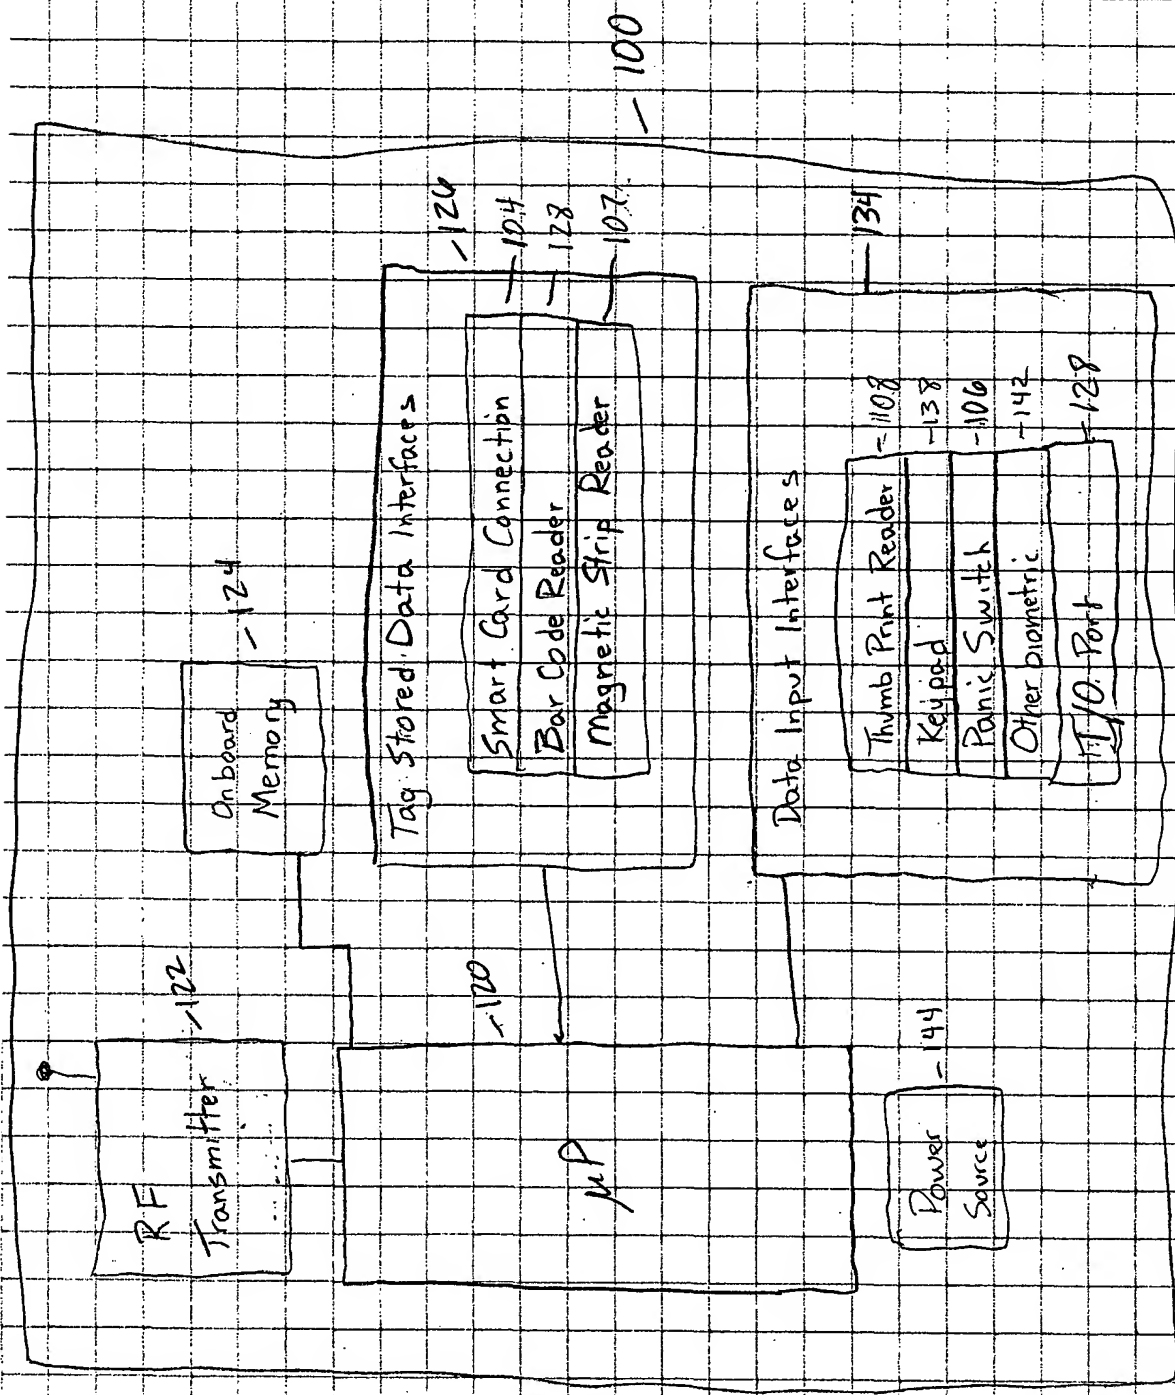 RF
Transmitter
-122
Onboard
Memory
-124
-120
μP
Power
Source
-144
Tag Stored Data Interfaces
-126
Smart Card Connection
-104
Bar Code Reader
-128
Magnetic Strip Reader
-107
Data Input Interfaces
-134
Thumb Print Reader
-108
Keypad
-138
Panic Switch
-106
Other biometric
-142
I/O Port
-128
-100